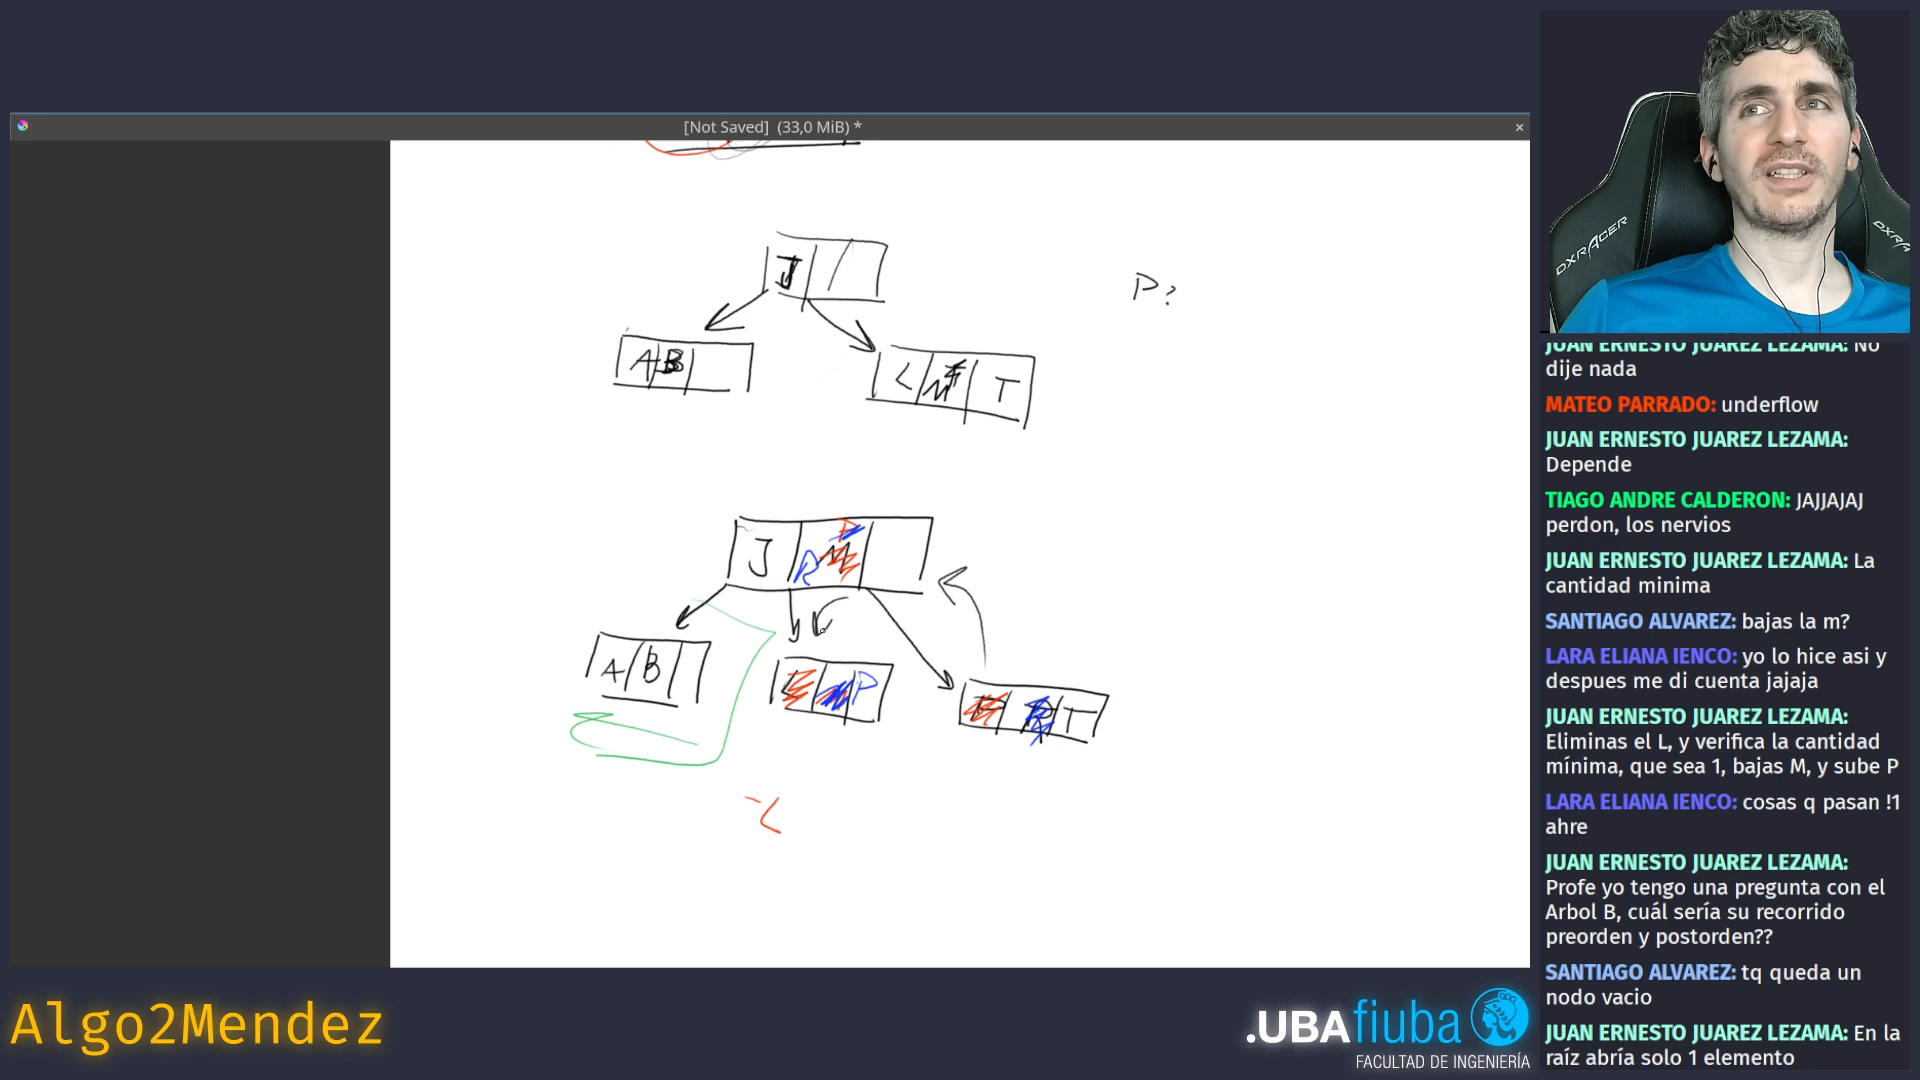 [Not Saved]  (33,0 MiB) *
×
J
P?
A B
L M T
J R P M
A B
P
T
-L
DXRACER
JUAN ERNESTO JUAREZ LEZAMA: No
dije nada
MATEO PARRADO: underflow
JUAN ERNESTO JUAREZ LEZAMA:
Depende
TIAGO ANDRE CALDERON: JAJJAJAJ
perdon, los nervios
JUAN ERNESTO JUAREZ LEZAMA: La
cantidad minima
SANTIAGO ALVAREZ: bajas la m?
LARA ELIANA IENCO: yo lo hice asi y
despues me di cuenta jajaja
JUAN ERNESTO JUAREZ LEZAMA:
Eliminas el L, y verifica la cantidad
mínima, que sea 1, bajas M, y sube P
LARA ELIANA IENCO: cosas q pasan !1
ahre
JUAN ERNESTO JUAREZ LEZAMA:
Profe yo tengo una pregunta con el
Arbol B, cuál sería su recorrido
preorden y postorden??
SANTIAGO ALVAREZ: tq queda un
nodo vacio
JUAN ERNESTO JUAREZ LEZAMA: En la
raíz abría solo 1 elemento
Algo2Mendez
.UBAfiuba
FACULTAD DE INGENIERÍA